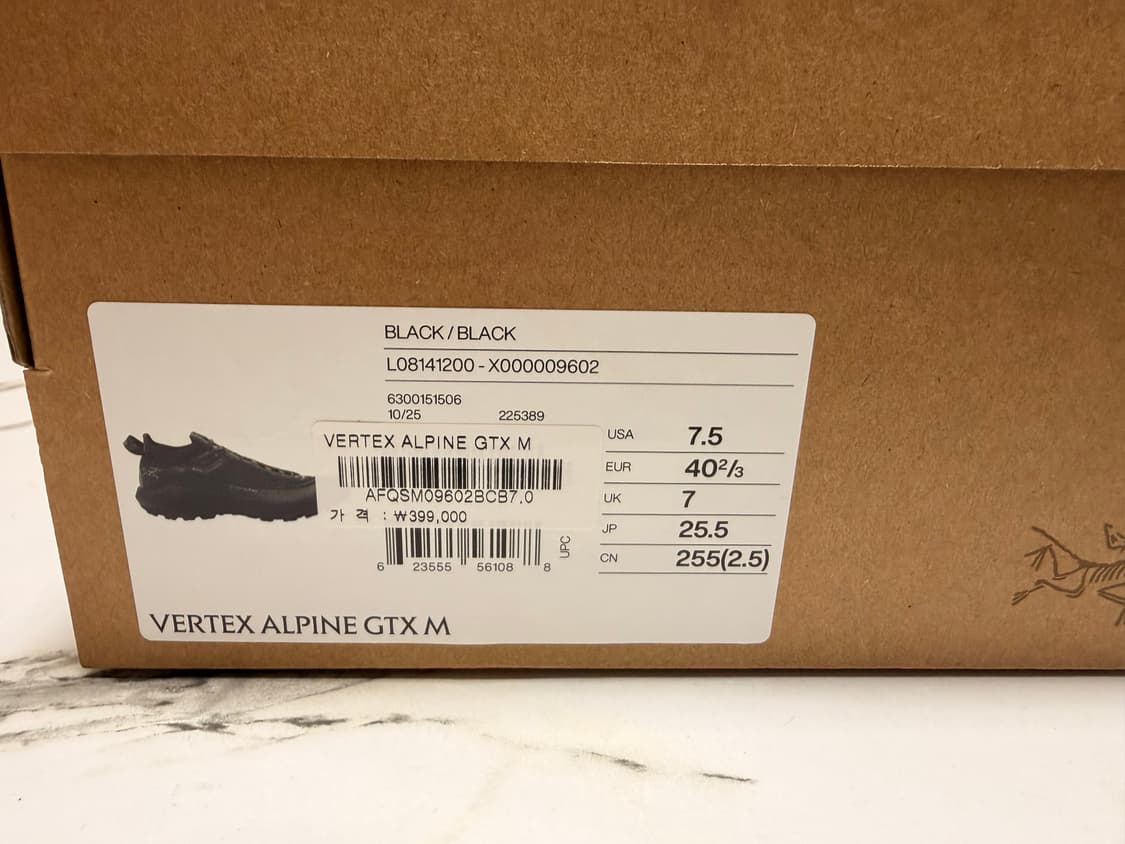 BLACK / BLACK
L08141200 - X000009602
6300151506
10/25 225389
VERTEX ALPINE GTX M
AFQSM09602BCB7.0
가 격 : ₩399,000
UPC
6 23555 56108 8
USA 7.5
EUR 40²/₃
UK 7
JP 25.5
CN 255(2.5)
VERTEX ALPINE GTX M